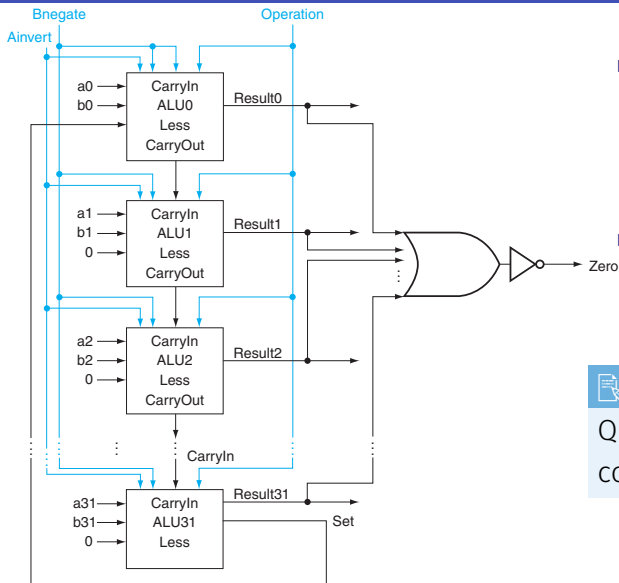 Bnegate
Operation
Ainvert
a0
b0
CarryIn
ALU0
Less
CarryOut
Result0
a1
b1
0
CarryIn
ALU1
Less
CarryOut
Result1
Zero
a2
b2
0
CarryIn
ALU2
Less
CarryOut
Result2
CarryIn
a31
b31
0
CarryIn
ALU31
Less
Result31
Set
Q